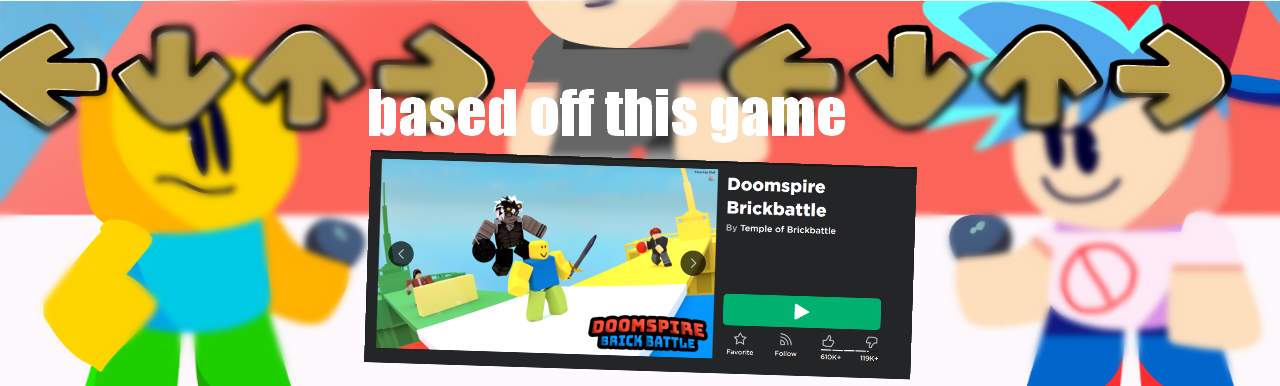 based off this game
Doomspire
Brickbattle
By Temple of Brickbattle
DOOMSPIRE
BRICK BATTLE
Favorite
Follow
610K+
119K+